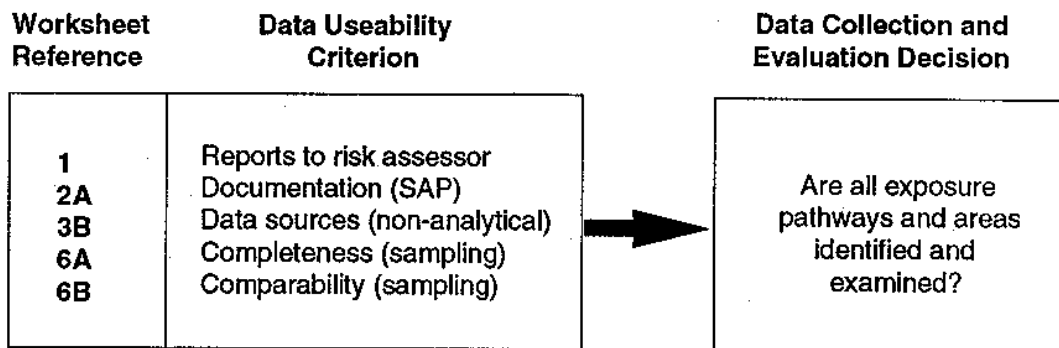 Worksheet Reference
Data Useability Criterion
Data Collection and Evaluation Decision
1 Reports to risk assessor
2A Documentation (SAP)
3B Data sources (non-analytical)
6A Completeness (sampling)
6B Comparability (sampling)
Are all exposure
pathways and areas
identified and
examined?